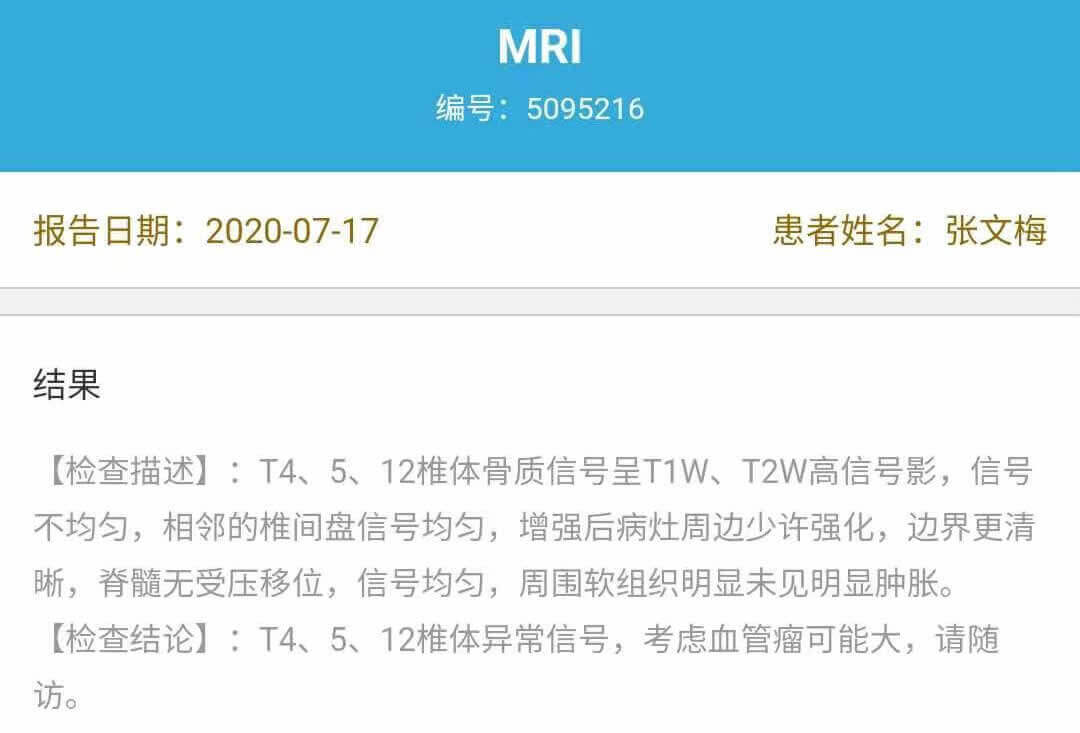 MRI
编号：5095216
报告日期：2020-07-17
患者姓名：张文梅
结果
【检查描述】：T4、5、12椎体骨质信号呈T1W、T2W高信号影，信号
不均匀，相邻的椎间盘信号均匀，增强后病灶周边少许强化，边界更清
晰，脊髓无受压移位，信号均匀，周围软组织明显未见明显肿胀。
【检查结论】：T4、5、12椎体异常信号，考虑血管瘤可能大，请随
访。